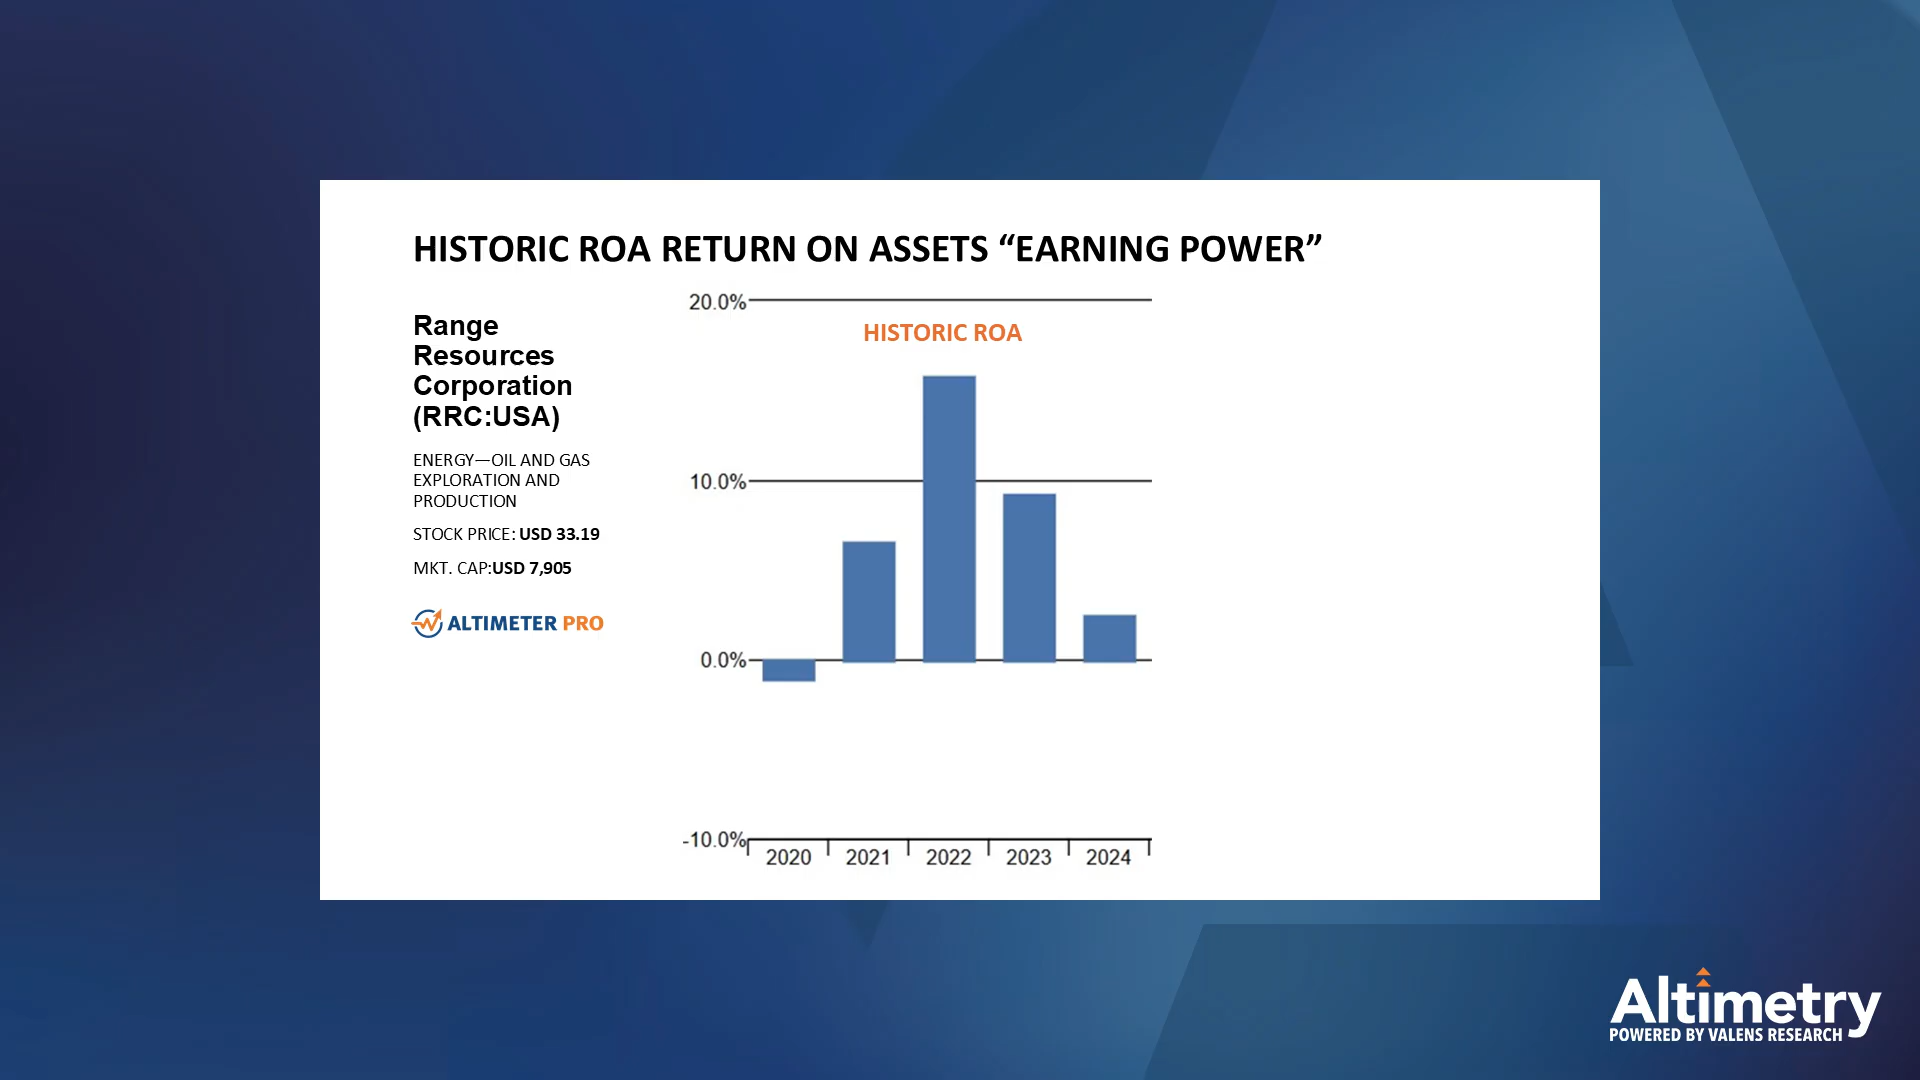 HISTORIC ROA RETURN ON ASSETS “EARNING POWER”
Range
Resources
Corporation
(RRC:USA)
ENERGY—OIL AND GAS
EXPLORATION AND
PRODUCTION
STOCK PRICE: USD 33.19
MKT. CAP:USD 7,905
ALTIMETER PRO
20.0%
HISTORIC ROA
10.0%
0.0%
-10.0%
2020 2021 2022 2023 2024
Altimetry
POWERED BY VALENS RESEARCH